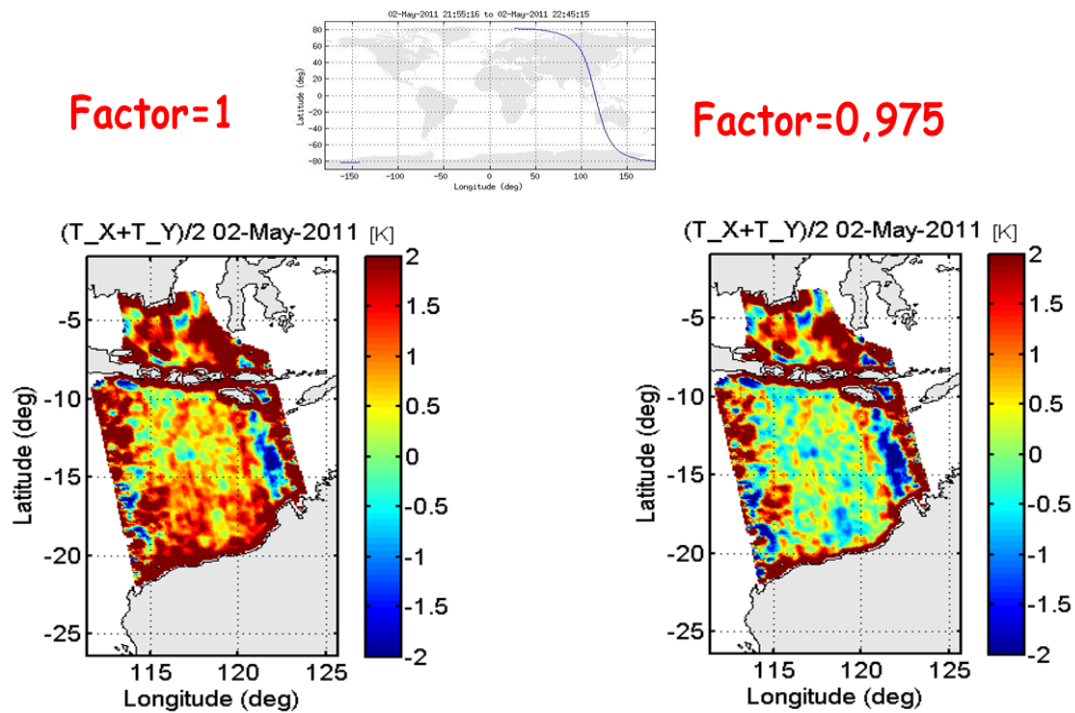 02-May-2011 21:55:16 to 02-May-2011 22:45:15
80
60
40
20
0
-20
-40
-60
-80
Latitude (deg)
-150 -100 -50 0 50 100 150
Longitude (deg)
Factor=1
Factor=0,975
(T_X+T_Y)/2 02-May-2011 [K]
-5
-10
-15
-20
-25
Latitude (deg)
115 120 125
Longitude (deg)
2
1.5
1
0.5
0
-0.5
-1
-1.5
-2
(T_X+T_Y)/2 02-May-2011 [K]
-5
-10
-15
-20
-25
Latitude (deg)
115 120 125
Longitude (deg)
2
1.5
1
0.5
0
-0.5
-1
-1.5
-2